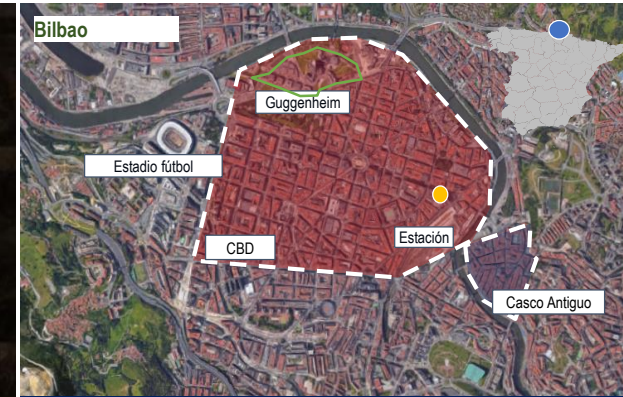 Bilbao
Guggenheim
Estadio fútbol
Estación
CBD
Casco Antiguo